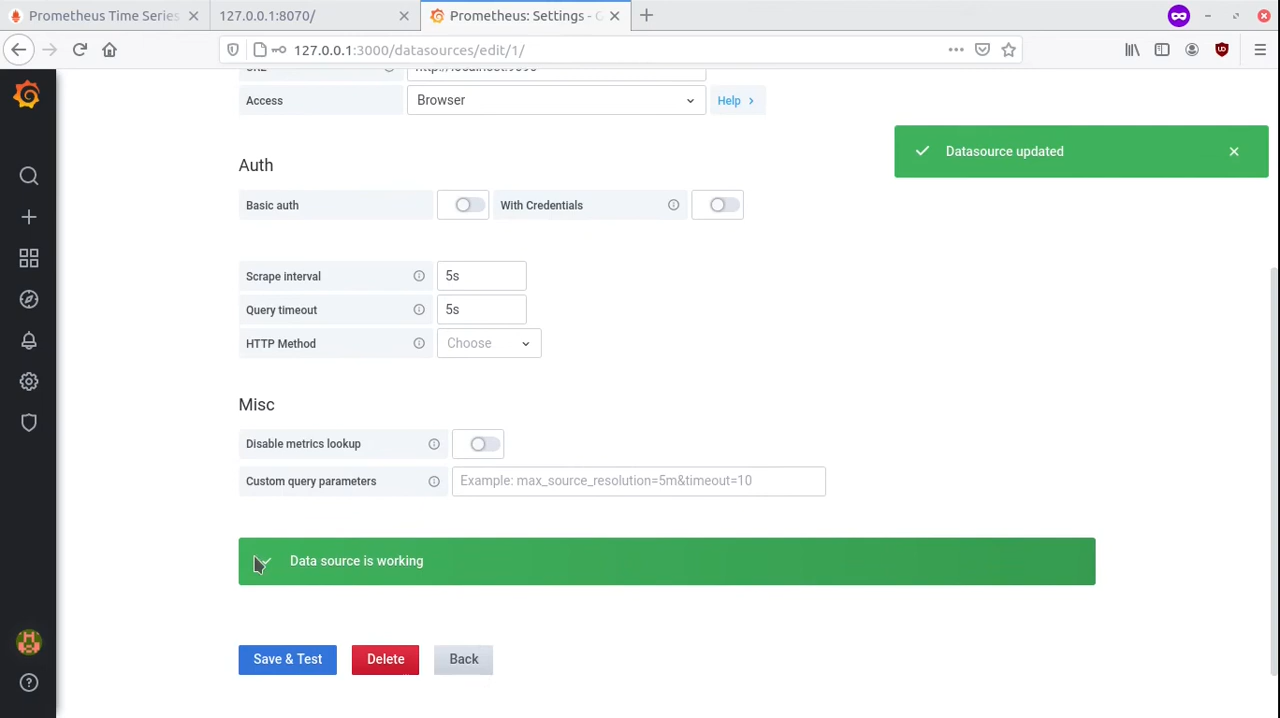 Prometheus Time Series
127.0.0.1:8070/
Prometheus: Settings - G
127.0.0.1:3000/datasources/edit/1/
Access
Browser
Help
Datasource updated
Auth
Basic auth
With Credentials
Scrape interval
5s
Query timeout
5s
HTTP Method
Choose
Misc
Disable metrics lookup
Custom query parameters
Example: max_source_resolution=5m&timeout=10
Data source is working
Save & Test
Delete
Back